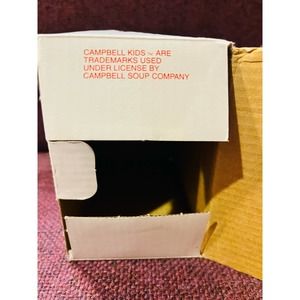 CAMPBELL KIDS ~ ARE
TRADEMARKS USED
UNDER LICENSE BY
CAMPBELL SOUP COMPANY